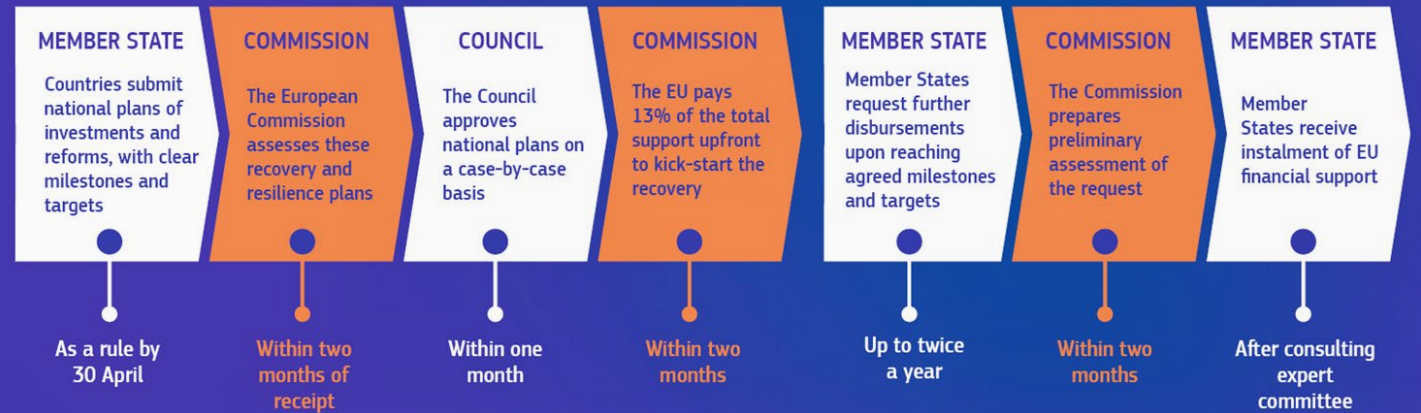 MEMBER STATE
Countries submit
national plans of
investments and
reforms, with clear
milestones and
targets
As a rule by
30 April
COMMISSION
The European
Commission
assesses these
recovery and
resilience plans
Within two
months of
receipt
COUNCIL
The Council
approves
national plans on
a case-by-case
basis
Within one
month
COMMISSION
The EU pays
13% of the total
support upfront
to kick-start the
recovery
Within two
months
MEMBER STATE
Member States
request further
disbursements
upon reaching
agreed milestones
and targets
Up to twice
a year
COMMISSION
The Commission
prepares
preliminary
assessment of
the request
Within two
months
MEMBER STATE
Member
States receive
instalment of EU
financial support
After consulting
expert
committee